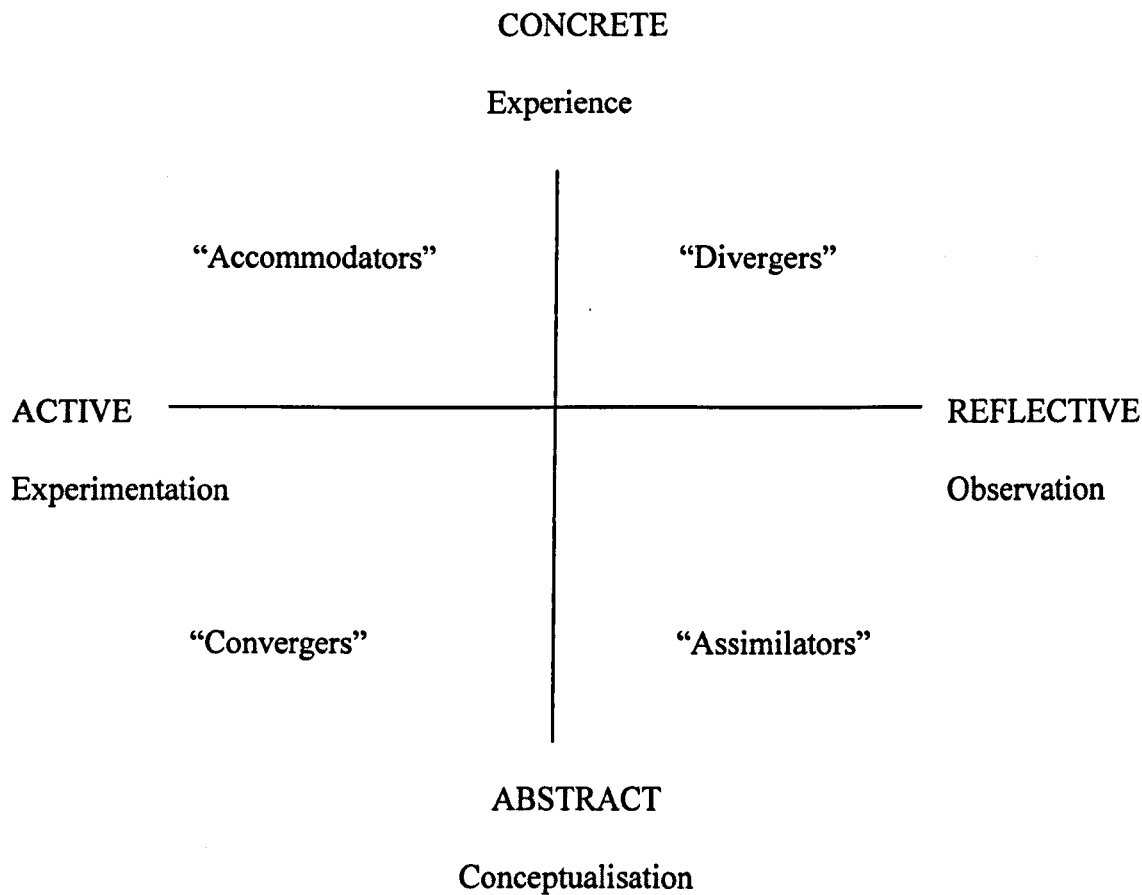 CONCRETE
Experience
“Accommodators” “Divergers”
ACTIVE REFLECTIVE
Experimentation Observation
“Convergers” “Assimilators”
ABSTRACT
Conceptualisation